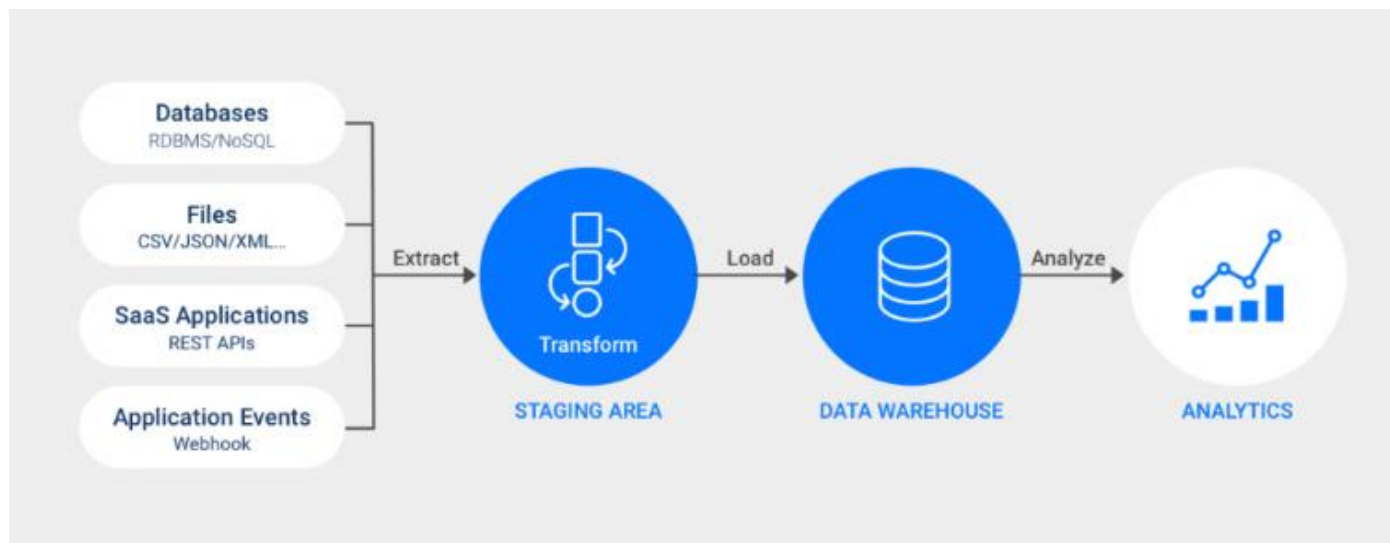 Databases
RDBMS/NoSQL
Files
CSV/JSON/XML...
SaaS Applications
REST APIs
Application Events
Webhook
Extract
Transform
STAGING AREA
Load
DATA WAREHOUSE
Analyze
ANALYTICS